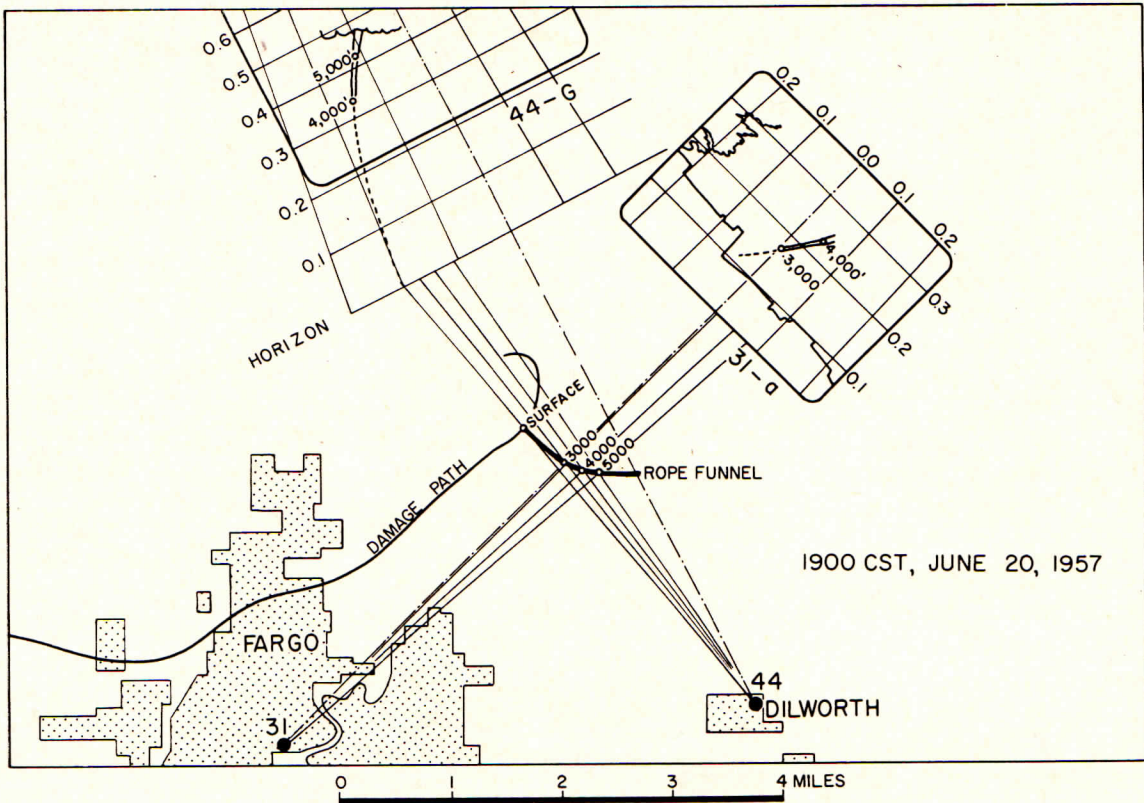 0.6
0.5
0.4
0.3
0.2
0.1
5,000'
4,000'
44-G
HORIZON
0.2
0.1
0.0
0.1
0.2
0.3
0.2
0.1
3,000
4,000'
31-a
SURFACE
3000
4000
5000
ROPE FUNNEL
DAMAGE PATH
1900 CST, JUNE 20, 1957
FARGO
31
44
DILWORTH
0 1 2 3 4 MILES